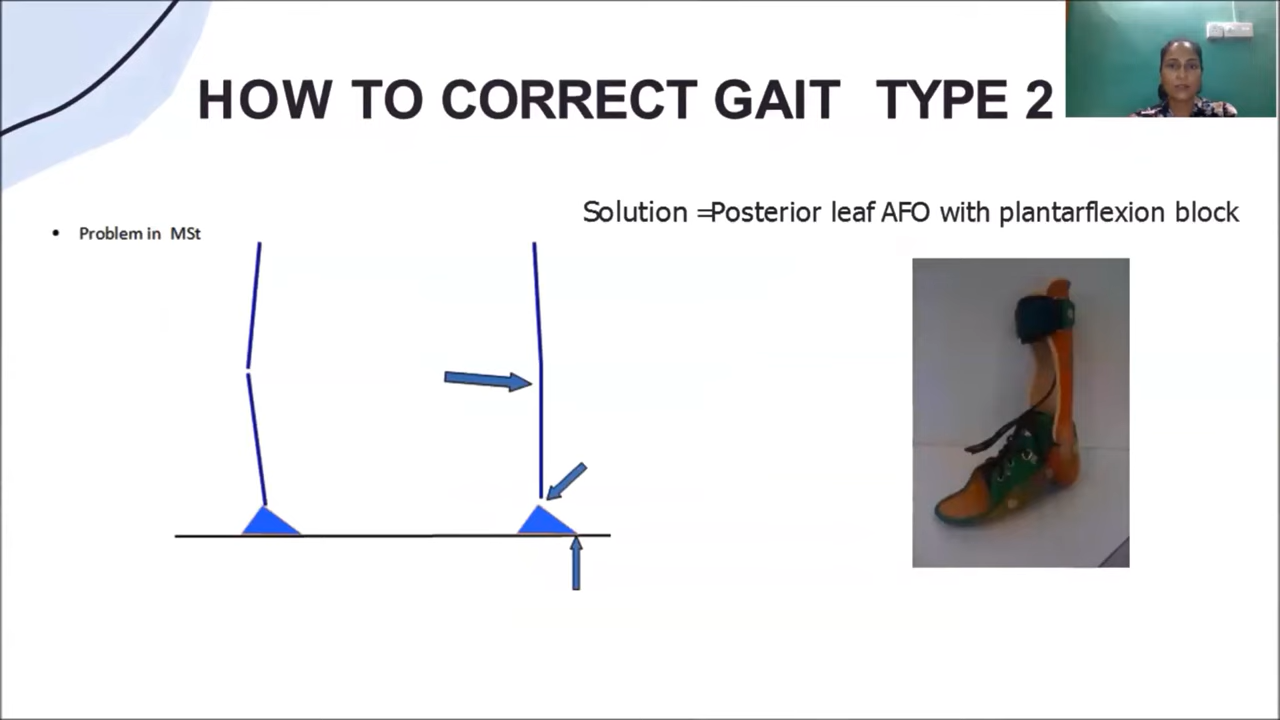 HOW TO CORRECT GAIT TYPE 2
Solution =Posterior leaf AFO with plantarflexion block
• Problem in MSt